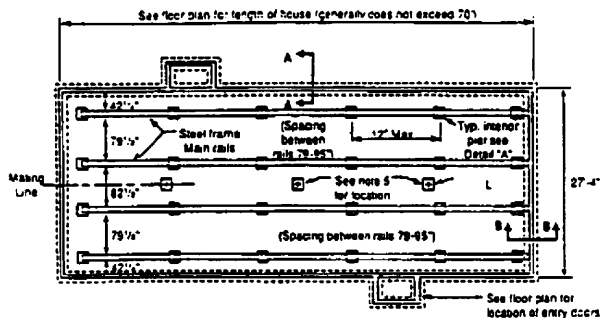 See floor plan for length of house (generally does not exceed 70')
A
A
42½"
79½"
Steel frame
Main rails
(Spacing
between
rails 79-95")
12" Max
Typ. interior
pier see
Detail "A"
Mating
Line
82½"
See note 5
for location
L
27'-4"
B
B
79½"
(Spacing between rails 79-95")
42½"
See floor plan for
location of entry doors.